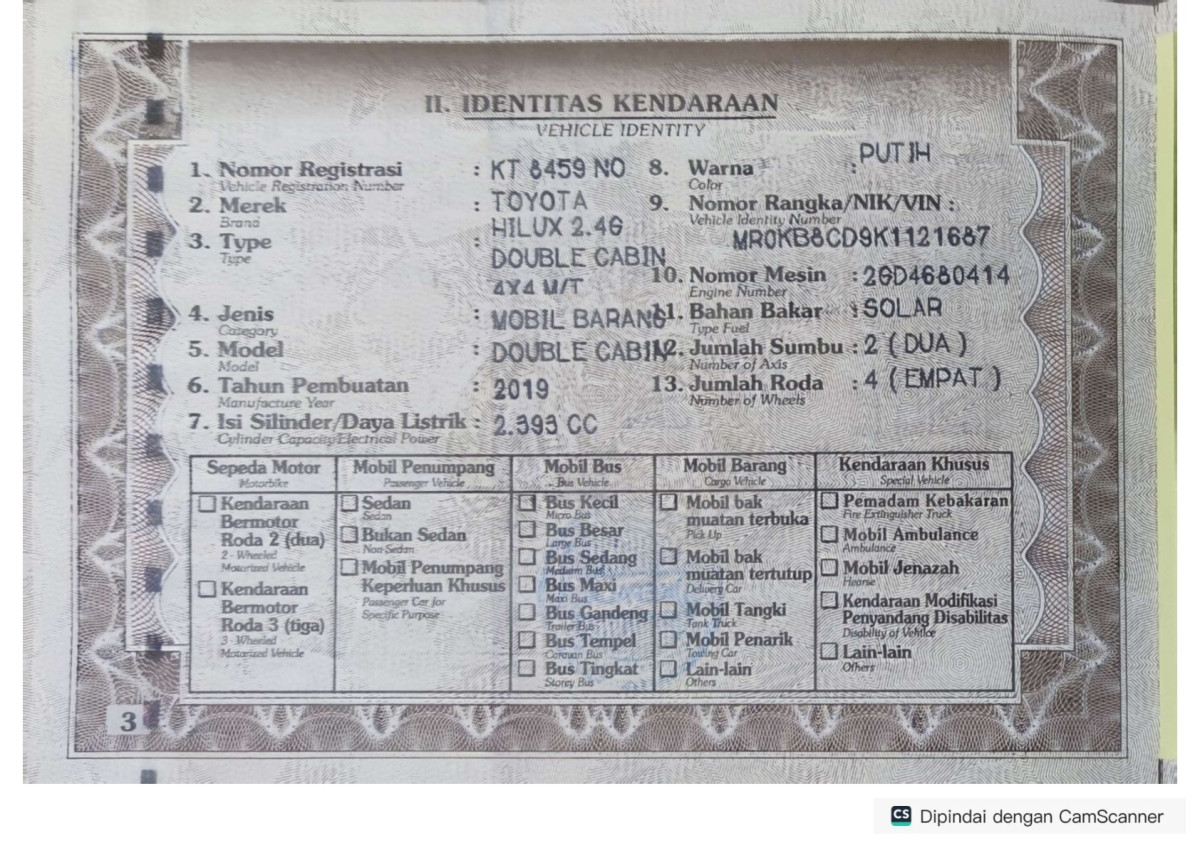 II. IDENTITAS KENDARAAN
VEHICLE IDENTITY
1. Nomor Registrasi : KT 8459 NO
Vehicle Registration Number
2. Merek : TOYOTA
Brand
3. Type : HILUX 2.4G
Type
DOUBLE CABIN
4X4 M/T
4. Jenis : MOBIL BARANG
Category
5. Model : DOUBLE CABIN
Model
6. Tahun Pembuatan : 2019
Manufacture Year
7. Isi Silinder/Daya Listrik : 2.393 CC
Cylinder Capacity/Electrical Power
8. Warna : PUTIH
Color
9. Nomor Rangka/NIK/VIN :
Vehicle Identity Number
MR0KB8CD9K1121687
10. Nomor Mesin : 2GD4680414
Engine Number
11. Bahan Bakar : SOLAR
Type Fuel
12. Jumlah Sumbu : 2 ( DUA )
Number of Axis
13. Jumlah Roda : 4 ( EMPAT )
Number of Wheels
Sepeda Motor
Motorbike
Kendaraan
Bermotor
Roda 2 (dua)
2 - Wheeled
Motorized Vehicle
Kendaraan
Bermotor
Roda 3 (tiga)
3 - Wheeled
Motorized Vehicle
Mobil Penumpang
Passenger Vehicle
Sedan
Sedan
Bukan Sedan
Noo Sedan
Mobil Penumpang
Keperluan Khusus
Passenger Car for
Specific Purpose
Mobil Bus
Bus Vehicle
Bus Kecil
Micro Bus
Bus Besar
Large Bus
Bus Sedang
Medium Bus
Bus Maxi
Maxi Bus
Bus Gandeng
Trailer Bus
Bus Tempel
Caravan Bus
Bus Tingkat
Storey Bus
Mobil Barang
Cargo Vehicle
Mobil bak
muatan terbuka
Pick Up
Mobil bak
muatan tertutup
Delivery Car
Mobil Tangki
Tank Truck
Mobil Penarik
Towing Car
Lain-lain
Others
Kendaraan Khusus
Special Vehicle
Pemadam Kebakaran
Fire Extinguisher Truck
Mobil Ambulance
Ambulance
Mobil Jenazah
Hearse
Kendaraan Modifikasi
Penyandang Disabilitas
Disability of Vehilce
Lain-lain
Others
3
CS Dipindai dengan CamScanner